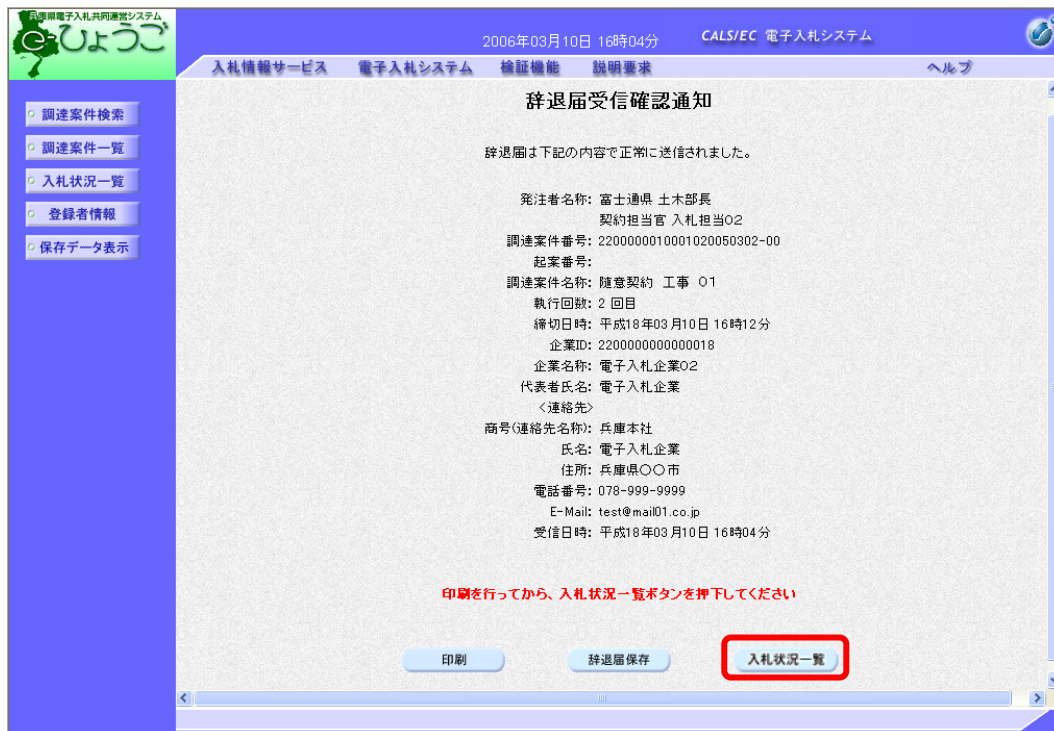 兵庫県電子入札共同運営システム
e-ひょうご
2006年03月10日 16時04分
CALS/EC 電子入札システム
入札情報サービス 電子入札システム 検証機能 説明要求 ヘルプ
調達案件検索
調達案件一覧
入札状況一覧
登録者情報
保存データ表示
辞退届受信確認通知
辞退届は下記の内容で正常に送信されました。
発注者名称: 富士通県 土木部長
契約担当官 入札担当02
調達案件番号: 2200000010001020050302-00
起案番号:
調達案件名称: 随意契約 工事 01
執行回数: 2 回目
締切日時: 平成18年03月10日 16時12分
企業ID: 2200000000000018
企業名称: 電子入札企業02
代表者氏名: 電子入札企業
<連絡先>
商号(連絡先名称): 兵庫本社
氏名: 電子入札企業
住所: 兵庫県○○市
電話番号: 078-999-9999
E-Mail: test@mail01.co.jp
受信日時: 平成18年03月10日 16時04分
印刷を行ってから、入札状況一覧ボタンを押下してください
印刷 辞退届保存 入札状況一覧